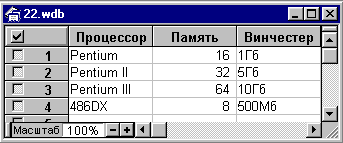 22.wdb
Процессор Память Винчестер
1 Pentium 16 1Гб
2 Pentium II 32 5Гб
3 Pentium III 64 10Гб
4 486DX 8 500Мб
Масштаб 100%